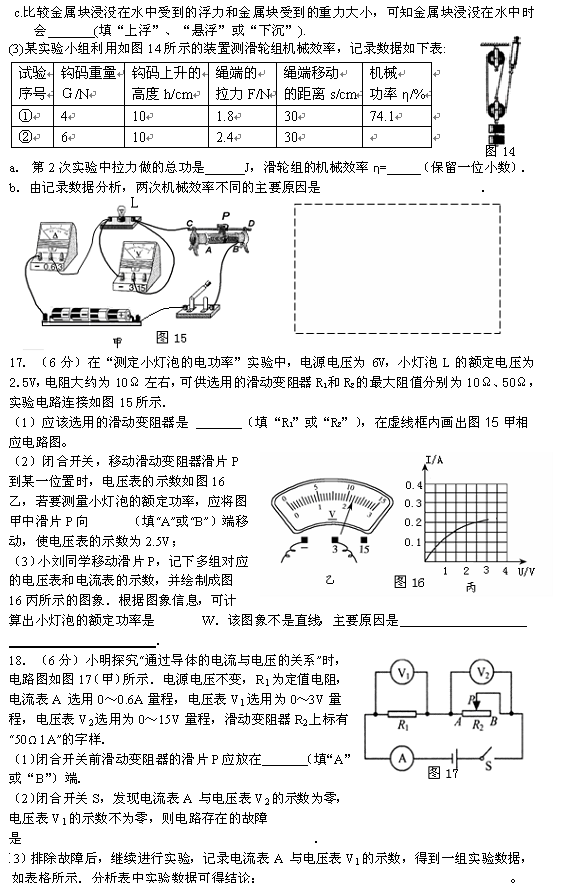 c.比较金属块浸没在水中受到的浮力和金属块受到的重力大小，可知金属块浸没在水中时
会______(填“上浮”、“悬浮”或“下沉”).
(3)某实验小组利用如图14所示的装置测滑轮组机械效率，记录数据如下表:
试验序号 钩码重量G/N 钩码上升的高度h/cm 绳端的拉力F/N 绳端移动的距离s/cm 机械功率η/%
① 4 10 1.8 30 74.1
② 6 10 2.4 30
图14
a. 第2次实验中拉力做的总功是_____J，滑轮组的机械效率η=____（保留一位小数）.
b. 由记录数据分析，两次机械效率不同的主要原因是 .
L
C P D
A B
A
V
- 0.6 3
- 3 15
甲
图15
17. （6分）在“测定小灯泡的电功率”实验中，电源电压为6V，小灯泡L的额定电压为
2.5V，电阻大约为10Ω左右，可供选用的滑动变阻器R₁和R₂的最大阻值分别为10Ω、50Ω，
实验电路连接如图15所示.
（1）应该选用的滑动变阻器是 ______（填“R₁”或“R₂”），在虚线框内画出图15甲相
应电路图。
（2）闭合开关，移动滑动变阻器滑片P
到某一位置时，电压表的示数如图16
乙，若要测量小灯泡的额定功率，应将图
甲中滑片P向 （填“A”或“B”）端移
动，使电压表的示数为2.5V；
（3）小刘同学移动滑片P，记下多组对应
的电压表和电流表的示数，并绘制成图
16丙所示的图象．根据图象信息，可计
算出小灯泡的额定功率是 W．该图象不是直线，主要原因是__________________
____________________．
0 5 10 15
0 1 2 3
V
- 3 15
乙
图16
I/A
0.4
0.3
0.2
0.1
1 2 3 4 U/V
丙
18. （6分）小明探究“通过导体的电流与电压的关系”时，
电路图如图17（甲）所示．电源电压不变，R₁为定值电阻，
电流表A 选用0～0.6A量程，电压表V₁选用为0～3V量
程，电压表V₂选用为0～15V量程，滑动变阻器R₂上标有
“50Ω1A”的字样.
（1）闭合开关前滑动变阻器的滑片P应放在______（填“A”
或“B”）端.
（2）闭合开关S，发现电流表A 与电压表V₂的示数为零，
电压表V₁的示数不为零，则电路存在的故障
是 ．
V₁ V₂
P
R₁ A R₂ B
A S
图17
3）排除故障后，继续进行实验，记录电流表A 与电压表V₁的示数，得到一组实验数据，
如表格所示．分析表中实验数据可得结论： 。